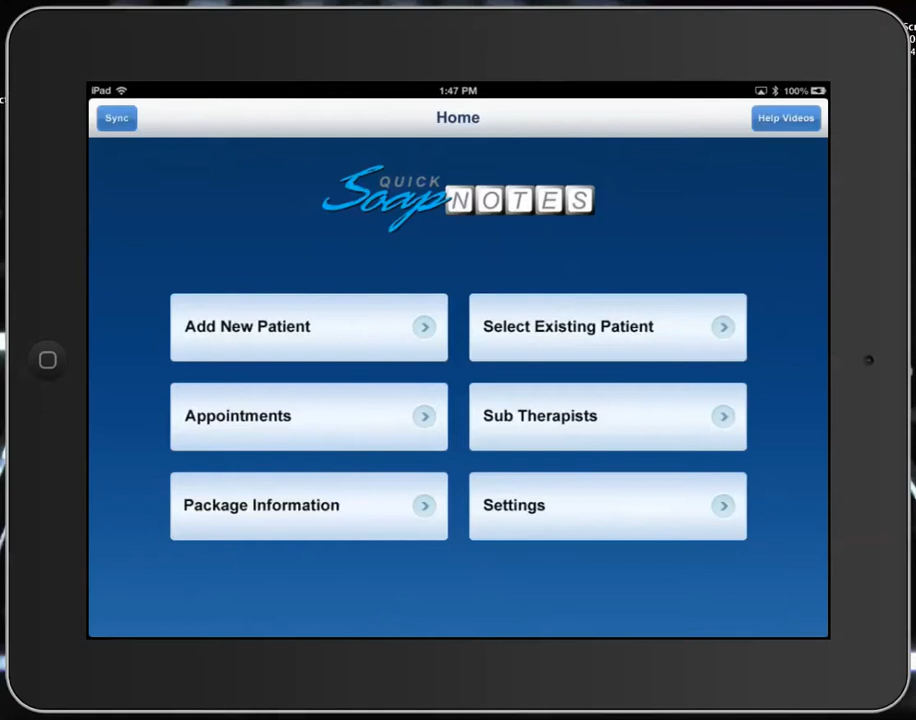 iPad 1:47 PM 100%
Sync Home Help Videos
QUICK
Soap NOTES
Add New Patient Select Existing Patient
Appointments Sub Therapists
Package Information Settings